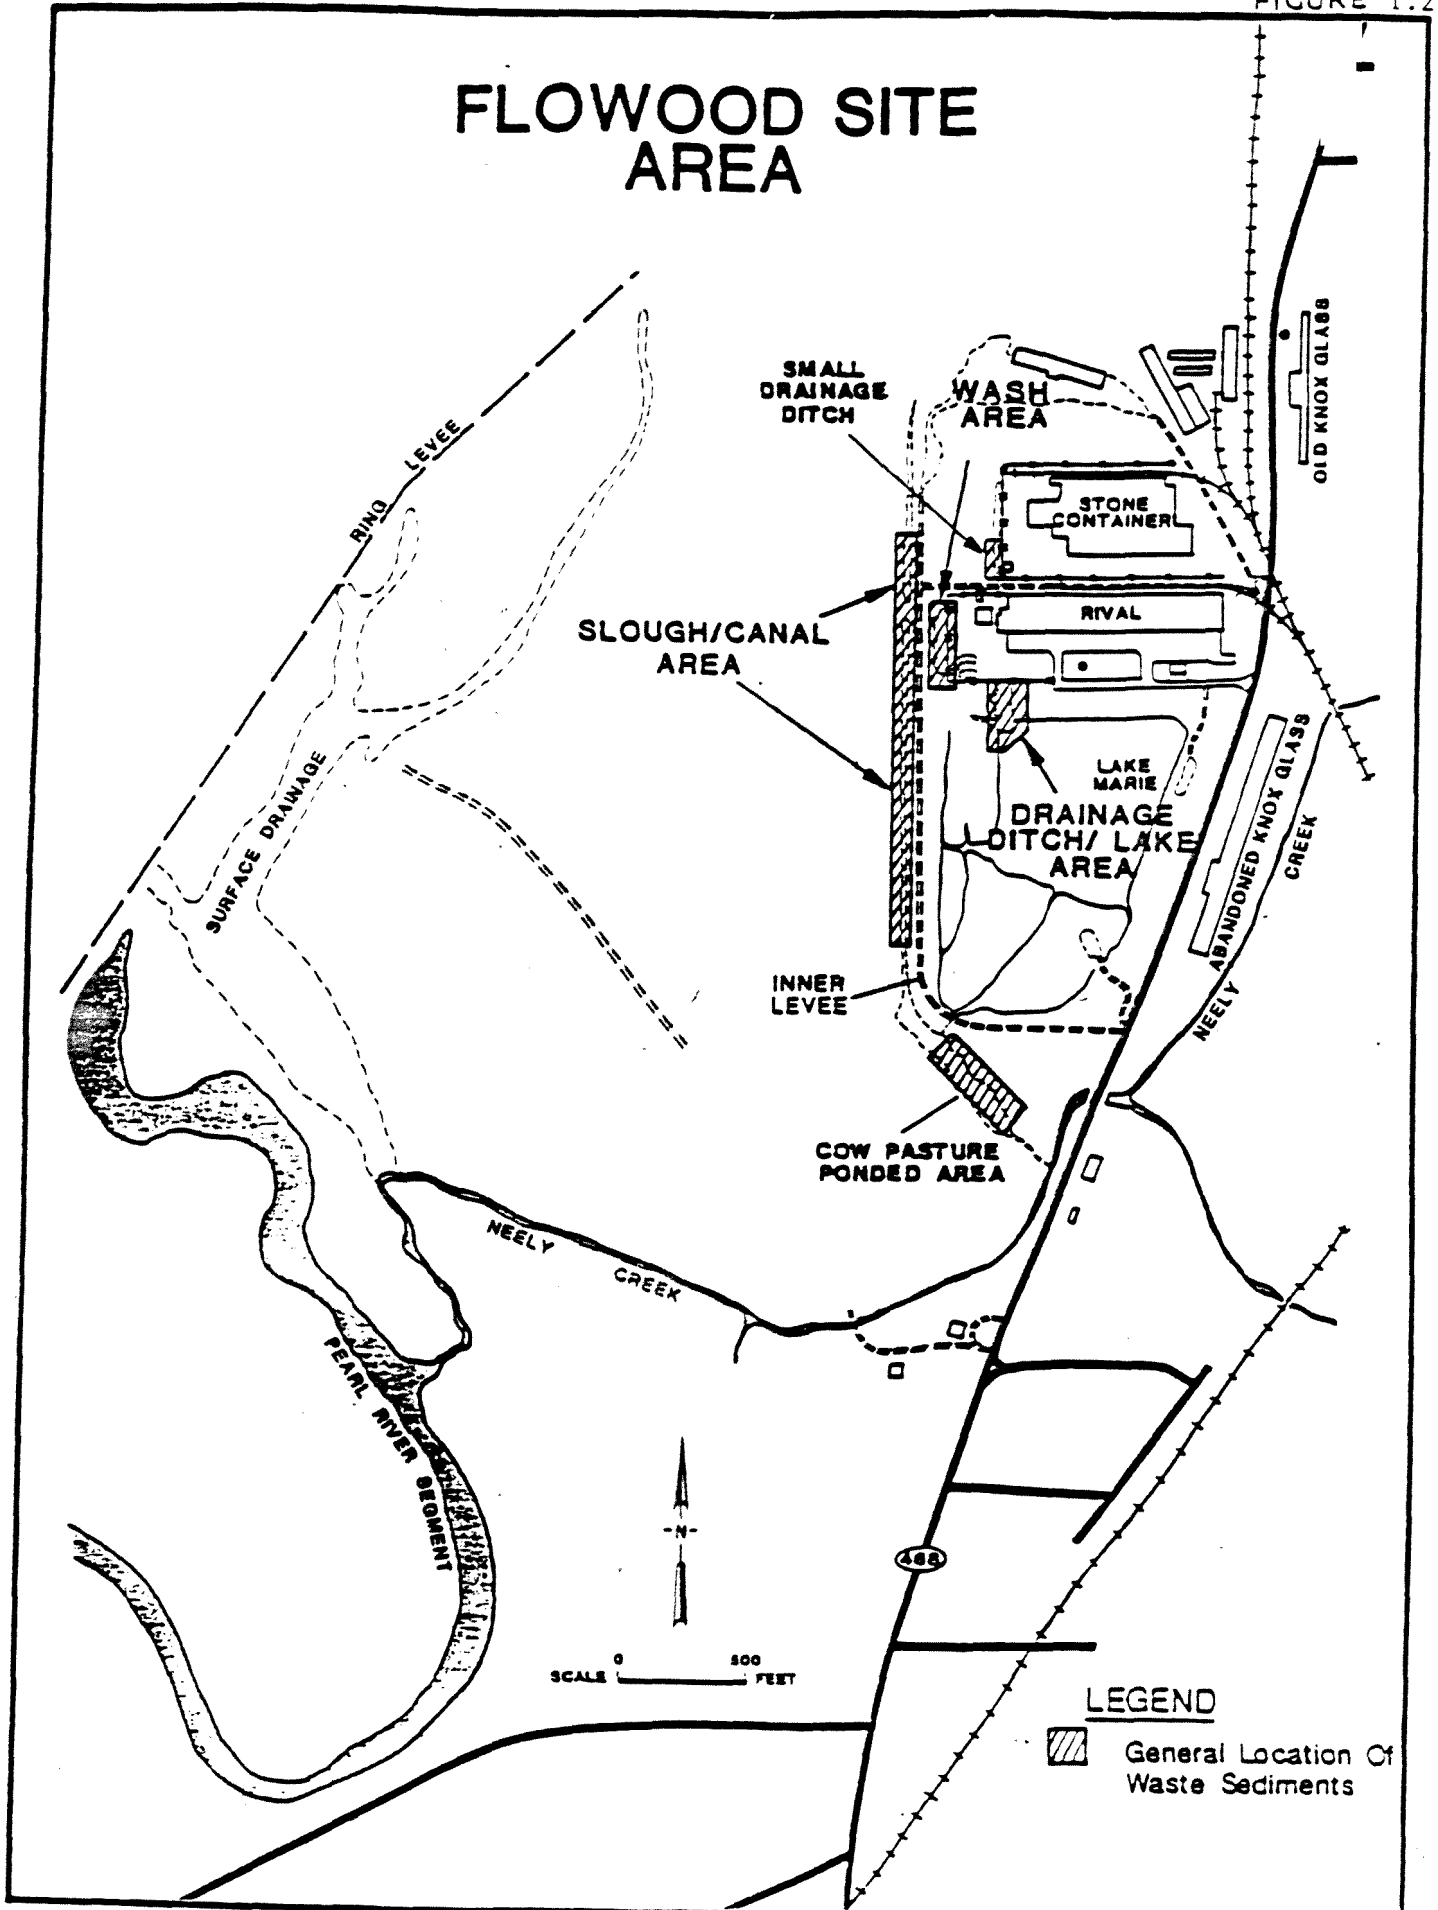 FIGURE 1.2
FLOWOOD SITE
AREA
SMALL
DRAINAGE
DITCH
WASH
AREA
OLD KNOX GLASS
RING LEVEE
STONE
CONTAINER
RIVAL
SLOUGH/CANAL
AREA
SURFACE DRAINAGE
LAKE
MARIE
DRAINAGE
DITCH/ LAKE
AREA
ABANDONED KNOX GLASS
NEELY CREEK
INNER
LEVEE
COW PASTURE
PONDED AREA
NEELY CREEK
PEARL RIVER SEGMENT
-N-
468
0 500
SCALE FEET
LEGEND
General Location Of
Waste Sediments